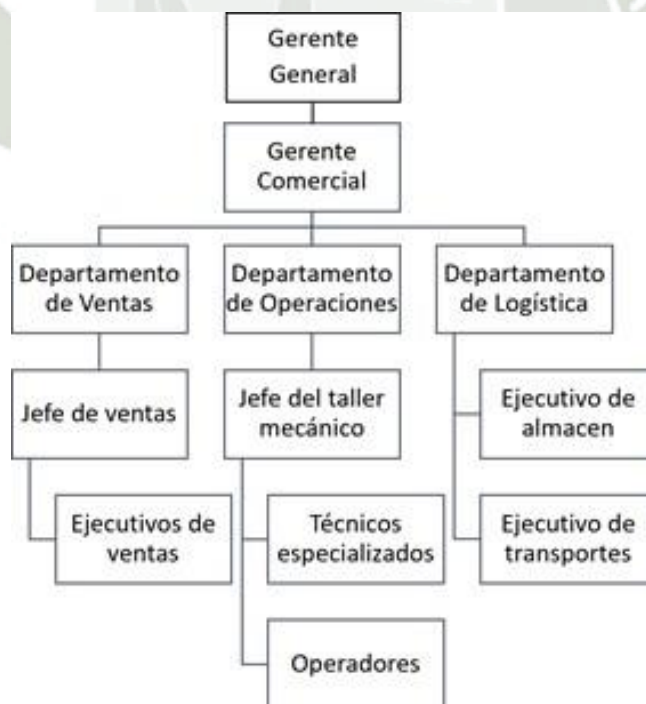 Gerente
General
Gerente
Comercial
Departamento
de Ventas
Departamento
de Operaciones
Departamento
de Logística
Jefe de ventas
Jefe del taller
mecánico
Ejecutivo de
almacen
Ejecutivos de
ventas
Técnicos
especializados
Ejecutivo de
transportes
Operadores